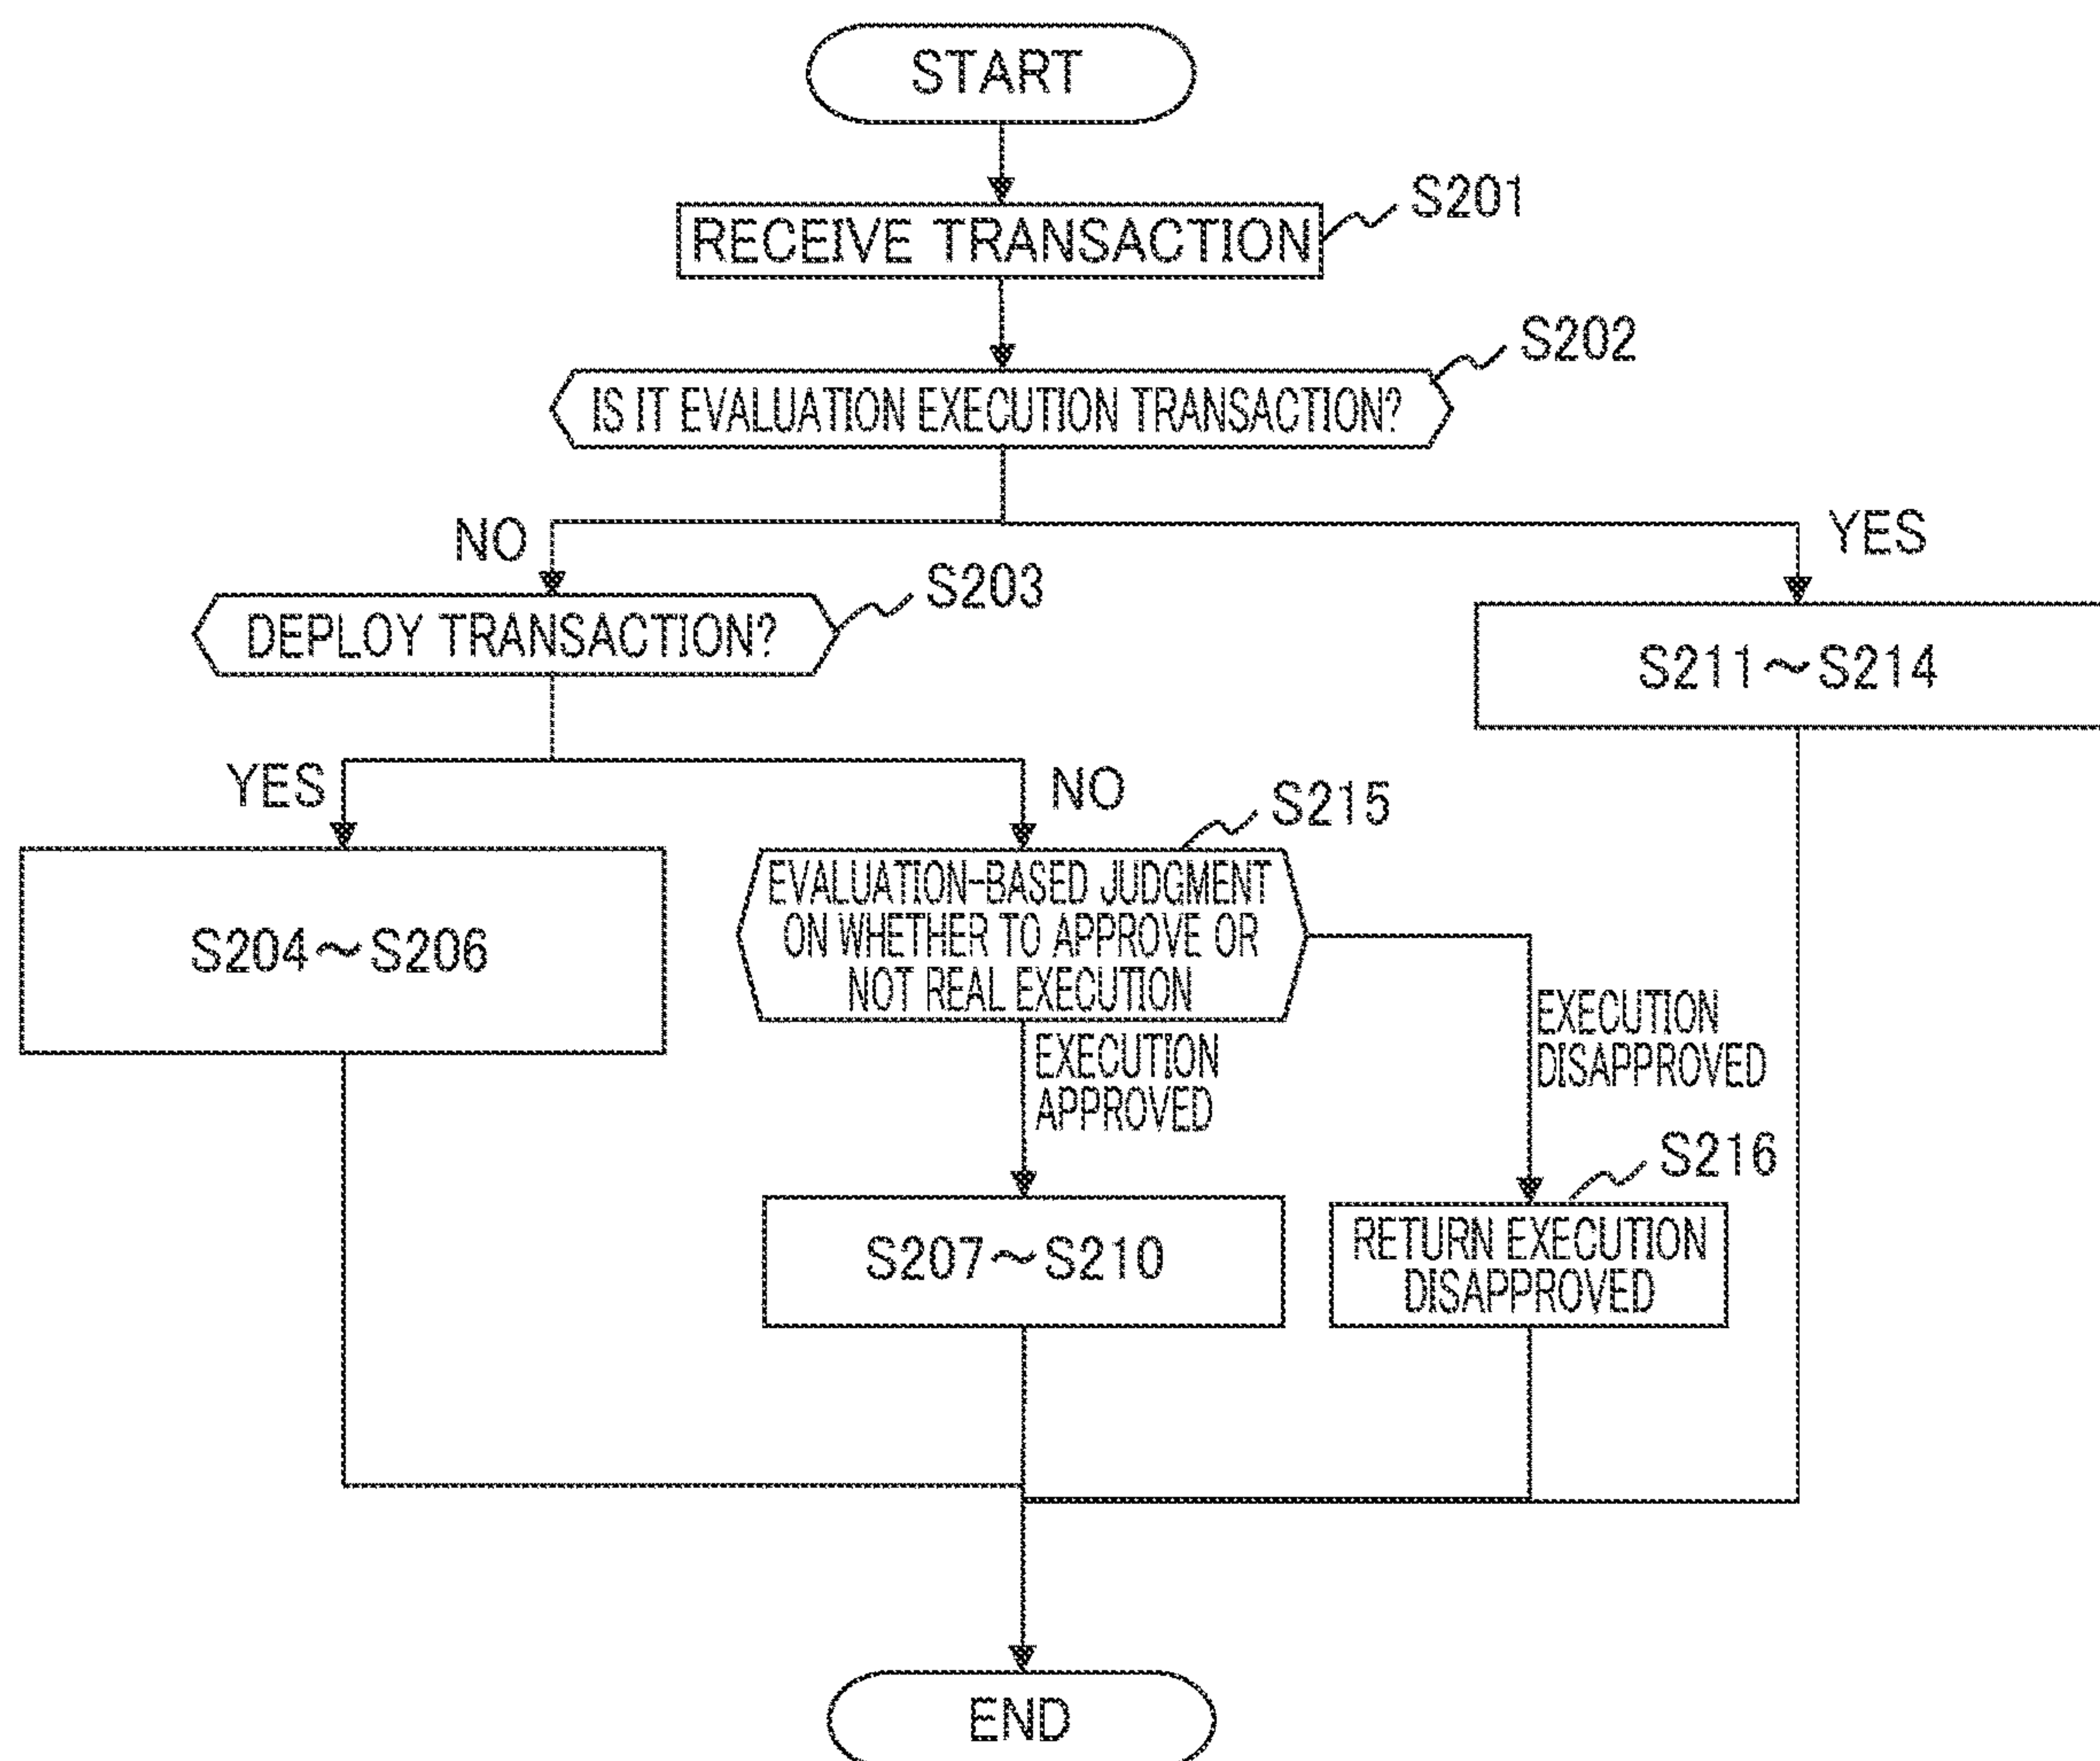 START
RECEIVE TRANSACTION
S201
IS IT EVALUATION EXECUTION TRANSACTION?
S202
NO
YES
DEPLOY TRANSACTION?
S203
S211~S214
YES
NO
S215
S204~S206
EVALUATION-BASED JUDGMENT
ON WHETHER TO APPROVE OR
NOT REAL EXECUTION
EXECUTION
APPROVED
EXECUTION
DISAPPROVED
S216
S207~S210
RETURN EXECUTION
DISAPPROVED
END